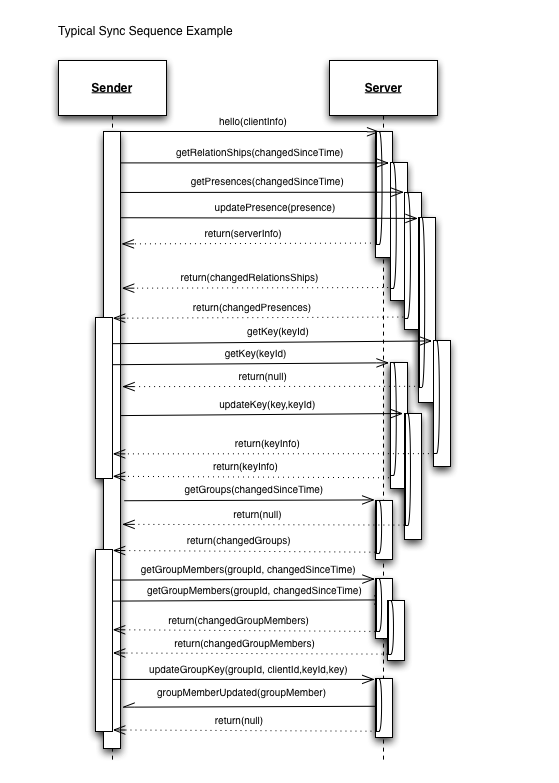 Typical Sync Sequence Example
Sender
Server
hello(clientInfo)
getRelationShips(changedSinceTime)
getPresences(changedSinceTime)
updatePresence(presence)
return(serverInfo)
return(changedRelationsShips)
return(changedPresences)
getKey(keyId)
getKey(keyId)
return(null)
updateKey(key,keyId)
return(keyInfo)
return(keyInfo)
getGroups(changedSinceTime)
return(null)
return(changedGroups)
getGroupMembers(groupId, changedSinceTime)
getGroupMembers(groupId, changedSinceTime)
return(changedGroupMembers)
return(changedGroupMembers)
updateGroupKey(groupId, clientId,keyId,key)
groupMemberUpdated(groupMember)
return(null)